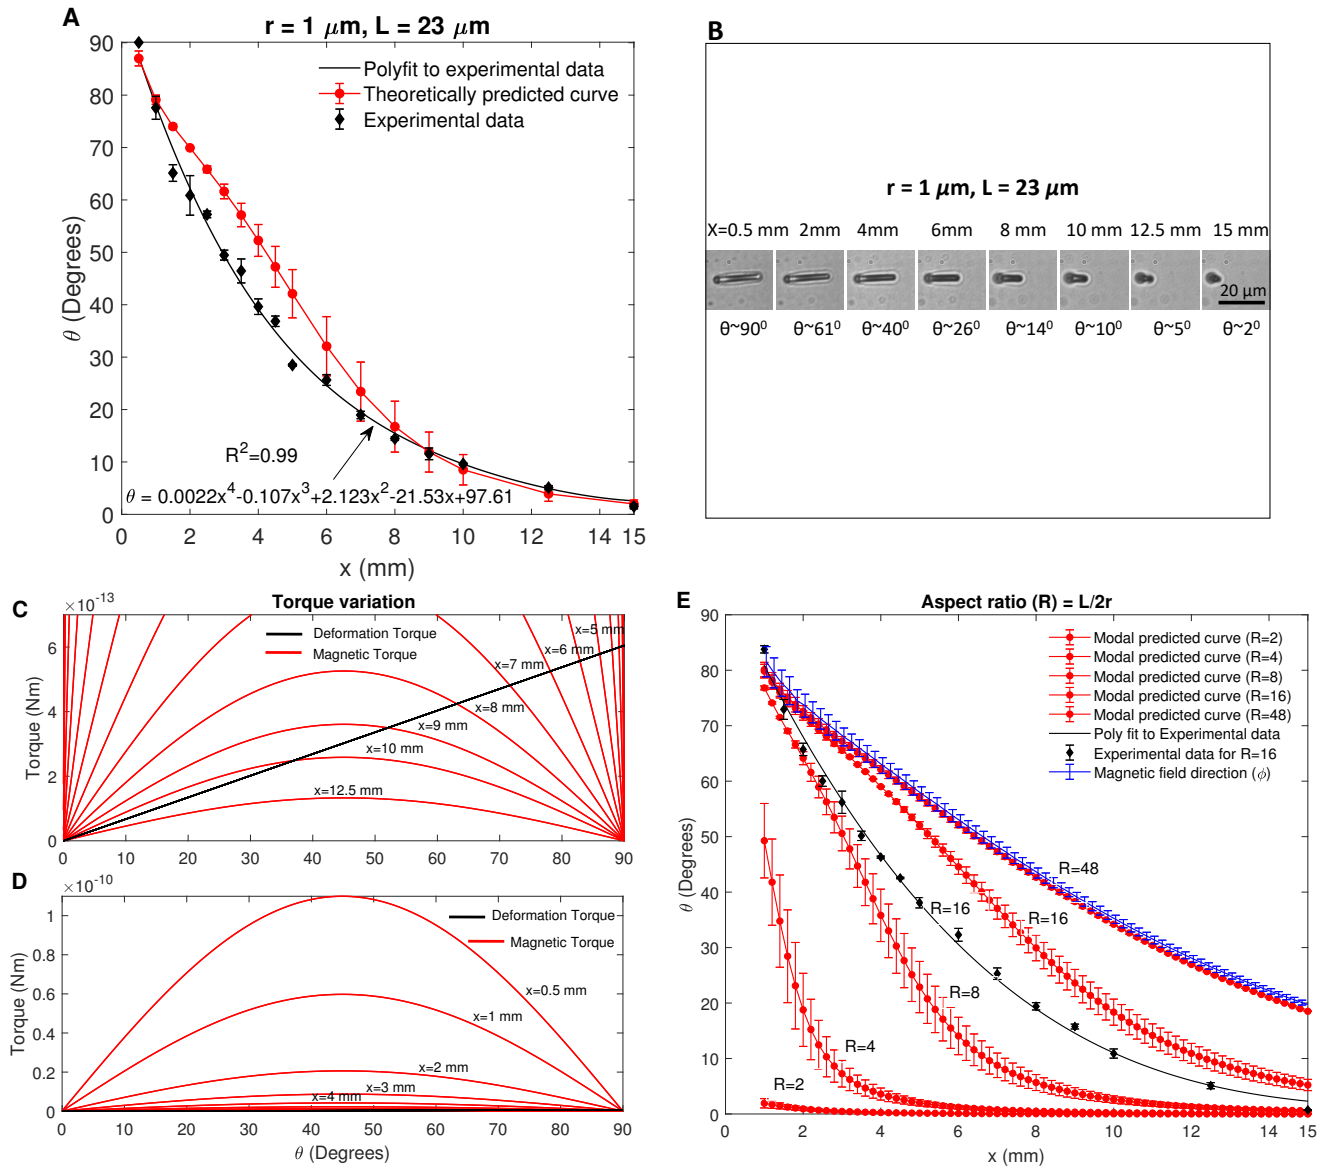 A
r = 1 μm, L = 23 μm
90
80
70
60
50
40
30
20
10
0
θ (Degrees)
Polyfit to experimental data
Theoretically predicted curve
Experimental data
R²=0.99
θ = 0.0022x⁴-0.107x³+2.123x²-21.53x+97.61
0 2 4 6 8 10 12 14 15
x (mm)
B
r = 1 μm, L = 23 μm
X=0.5 mm 2mm 4mm 6mm 8 mm 10 mm 12.5 mm 15 mm
20 μm
θ~90⁰ θ~61⁰ θ~40⁰ θ~26⁰ θ~14⁰ θ~10⁰ θ~5⁰ θ~2⁰
C
×10⁻¹³
Torque variation
6
4
2
0
Torque (Nm)
Deformation Torque
Magnetic Torque
x=5 mm
x=6 mm
x=7 mm
x=8 mm
x=9 mm
x=10 mm
x=12.5 mm
0 10 20 30 40 50 60 70 80 90
D
×10⁻¹⁰
1
0.8
0.6
0.4
0.2
0
Torque (Nm)
Deformation Torque
Magnetic Torque
x=0.5 mm
x=1 mm
x=2 mm
x=3 mm
x=4 mm
0 10 20 30 40 50 60 70 80 90
θ (Degrees)
E
Aspect ratio (R) = L/2r
90
80
70
60
50
40
30
20
10
0
θ (Degrees)
Modal predicted curve (R=2)
Modal predicted curve (R=4)
Modal predicted curve (R=8)
Modal predicted curve (R=16)
Modal predicted curve (R=48)
Poly fit to Experimental data
Experimental data for R=16
Magnetic field direction (ϕ)
R=48
R=16
R=16
R=8
R=4
R=2
0 2 4 6 8 10 12 14 15
x (mm)